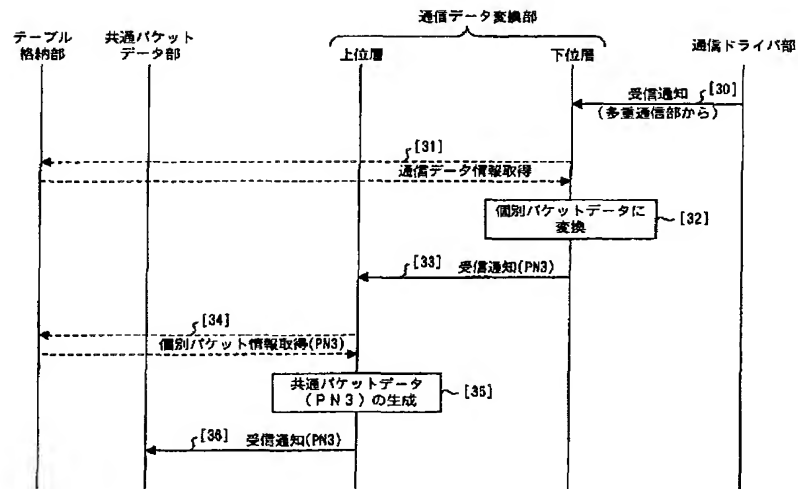 通信データ変換部
テーブル
格納部
共通パケット
データ部
上位層
下位層
通信ドライバ部
受信通知
[30]
(多重通信部から)
[31]
通信データ情報取得
個別パケットデータに
変換
[32]
[33]
受信通知(PN3)
[34]
個別パケット情報取得(PN3)
共通パケットデータ
(PN3)の生成
[35]
[36]
受信通知(PN3)